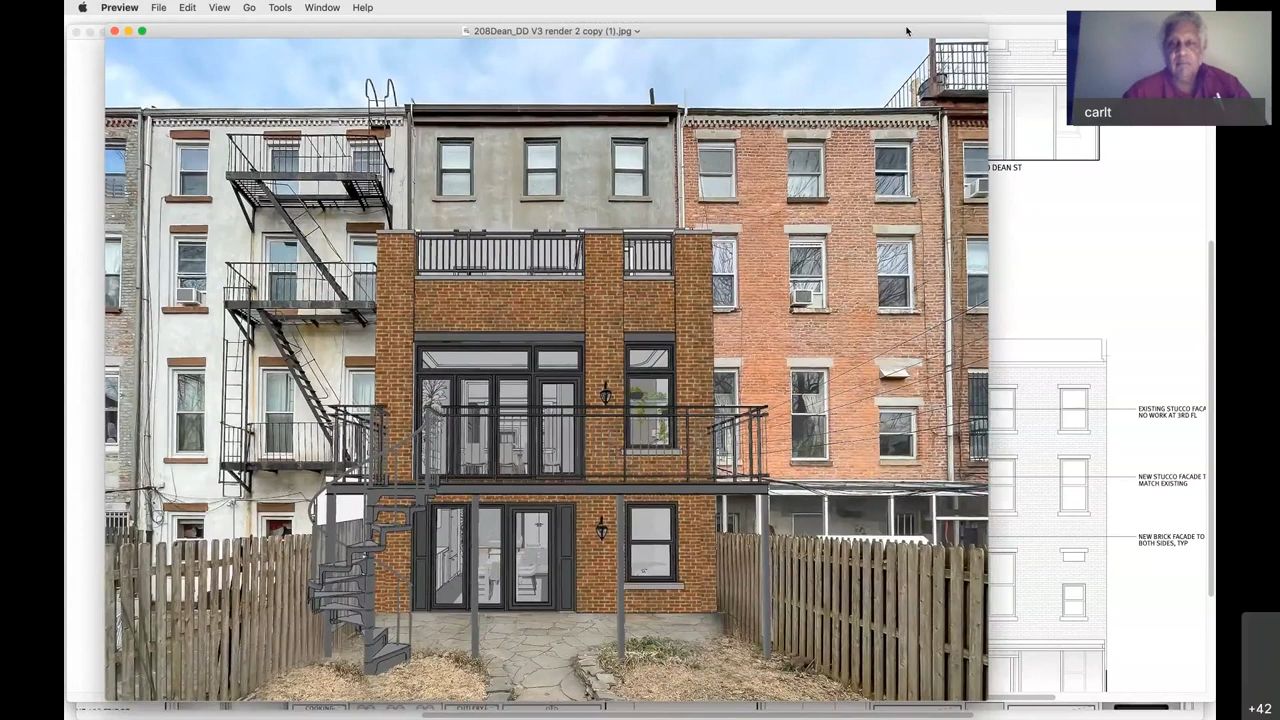 Preview File Edit View Go Tools Window Help
208Dean_DD V3 render 2 copy (1).jpg
carlt
DEAN ST
EXISTING STUCCO FACA
NO WORK AT 3RD FL
NEW STUCCO FACADE T
MATCH EXISTING
NEW BRICK FACADE TO
BOTH SIDES, TYP
+42